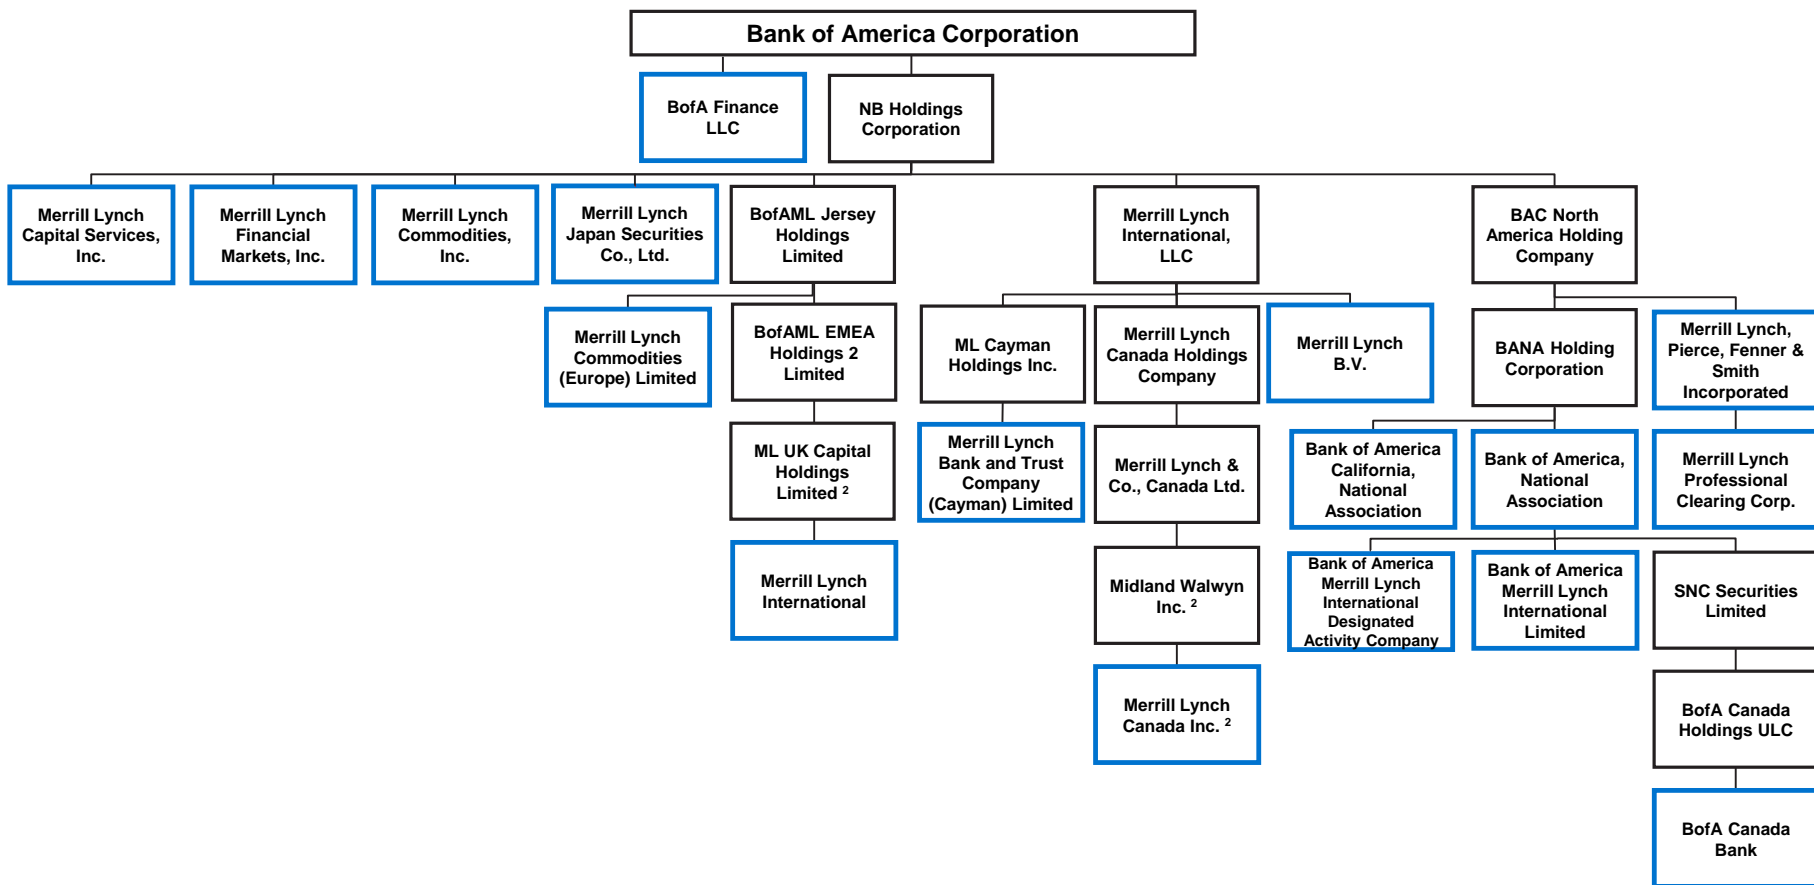 Bank of America Corporation
BofA Finance
LLC
NB Holdings
Corporation
Merrill Lynch
Capital Services,
Inc.
Merrill Lynch
Financial
Markets, Inc.
Merrill Lynch
Commodities,
Inc.
Merrill Lynch
Japan Securities
Co., Ltd.
BofAML Jersey
Holdings
Limited
Merrill Lynch
International,
LLC
BAC North
America Holding
Company
Merrill Lynch
Commodities
(Europe) Limited
BofAML EMEA
Holdings 2
Limited
ML Cayman
Holdings Inc.
Merrill Lynch
Canada Holdings
Company
Merrill Lynch
B.V.
BANA Holding
Corporation
Merrill Lynch,
Pierce, Fenner &
Smith
Incorporated
ML UK Capital
Holdings
Limited ²
Merrill Lynch
Bank and Trust
Company
(Cayman) Limited
Merrill Lynch &
Co., Canada Ltd.
Bank of America
California,
National
Association
Bank of America,
National
Association
Merrill Lynch
Professional
Clearing Corp.
Merrill Lynch
International
Midland Walwyn
Inc. ²
Bank of America
Merrill Lynch
International
Designated
Activity Company
Bank of America
Merrill Lynch
International
Limited
SNC Securities
Limited
Merrill Lynch
Canada Inc. ²
BofA Canada
Holdings ULC
BofA Canada
Bank